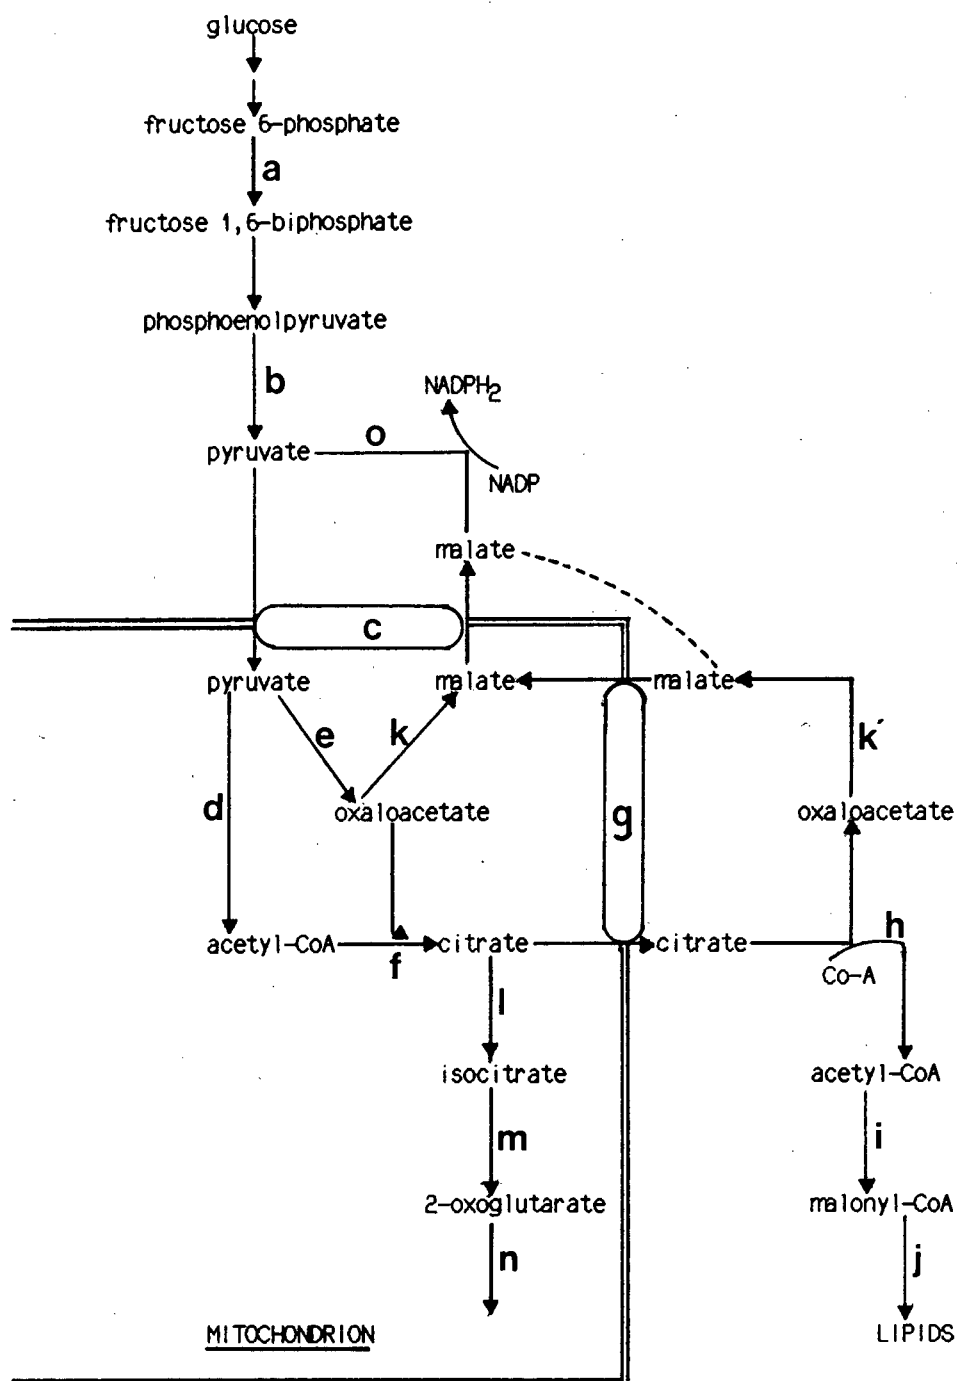 glucose
fructose 6-phosphate
a
fructose 1,6-biphosphate
phosphoenolpyruvate
b
NADPH2
pyruvate
o
NADP
malate
c
pyruvate
malate
malate
e
k
k′
d
oxaloacetate
g
oxaloacetate
acetyl-CoA
f
citrate
citrate
h
Co-A
l
isocitrate
acetyl-CoA
m
i
2-oxoglutarate
malonyl-CoA
n
j
MITOCHONDRION
LIPIDS